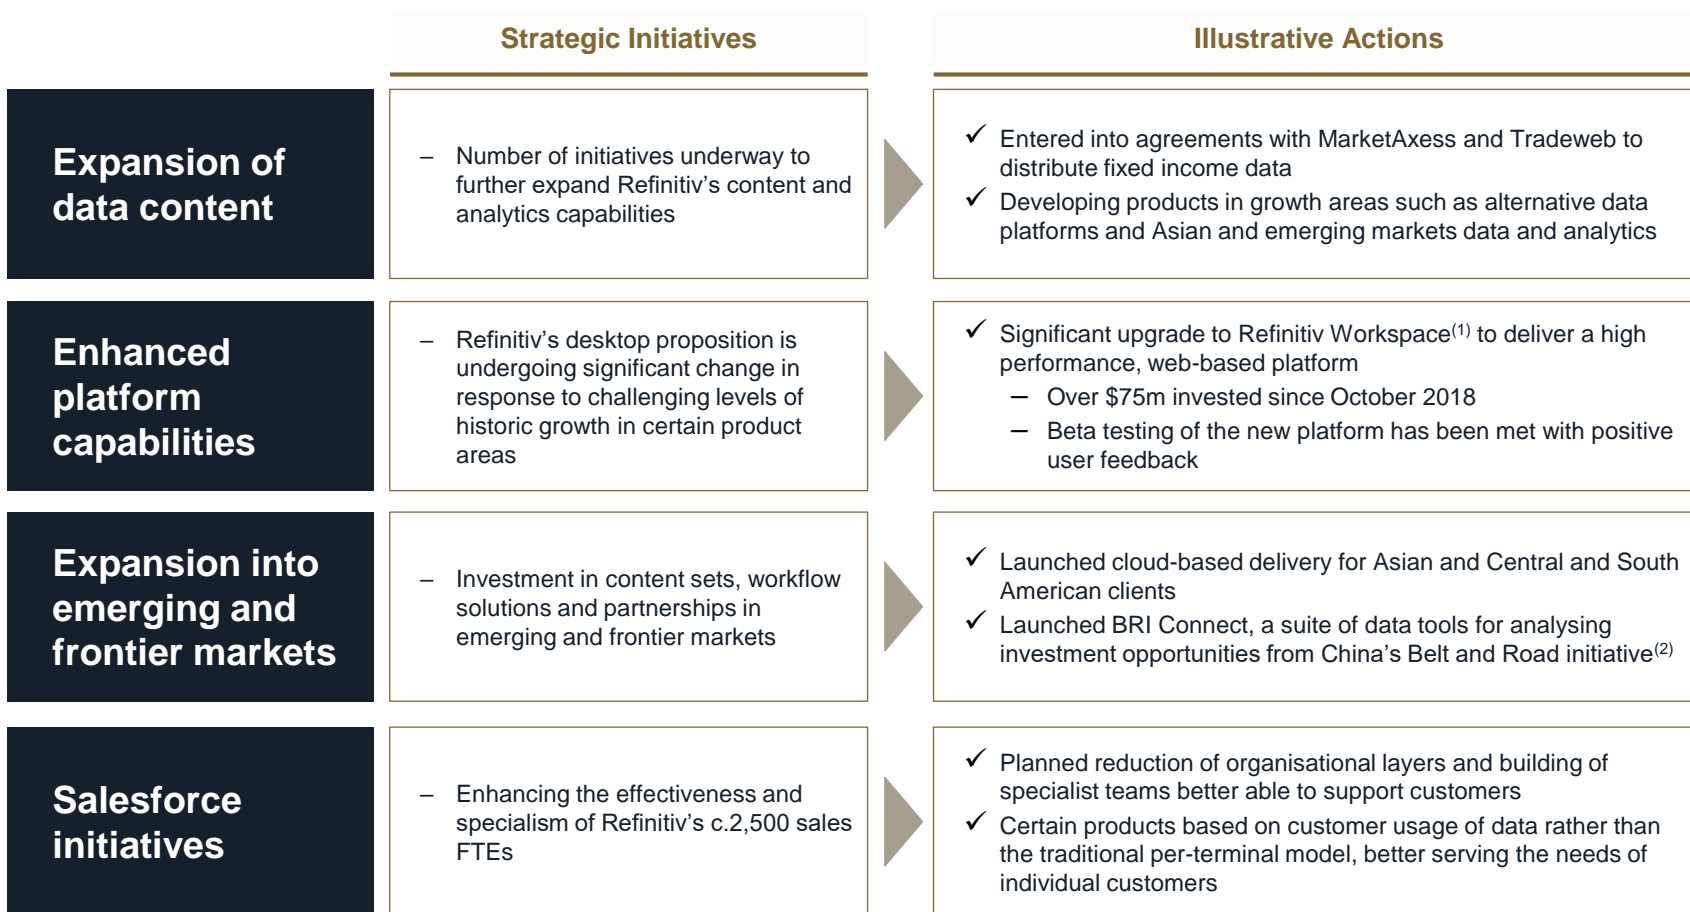 Strategic Initiatives
Illustrative Actions
Expansion of
data content
– Number of initiatives underway to
further expand Refinitiv’s content and
analytics capabilities
✓ Entered into agreements with MarketAxess and Tradeweb to
distribute fixed income data
✓ Developing products in growth areas such as alternative data
platforms and Asian and emerging markets data and analytics
Enhanced
platform
capabilities
– Refinitiv’s desktop proposition is
undergoing significant change in
response to challenging levels of
historic growth in certain product
areas
✓ Significant upgrade to Refinitiv Workspace(1) to deliver a high
performance, web-based platform
– Over $75m invested since October 2018
– Beta testing of the new platform has been met with positive
user feedback
Expansion into
emerging and
frontier markets
– Investment in content sets, workflow
solutions and partnerships in
emerging and frontier markets
✓ Launched cloud-based delivery for Asian and Central and South
American clients
✓ Launched BRI Connect, a suite of data tools for analysing
investment opportunities from China’s Belt and Road initiative(2)
Salesforce
initiatives
– Enhancing the effectiveness and
specialism of Refinitiv’s c.2,500 sales
FTEs
✓ Planned reduction of organisational layers and building of
specialist teams better able to support customers
✓ Certain products based on customer usage of data rather than
the traditional per-terminal model, better serving the needs of
individual customers